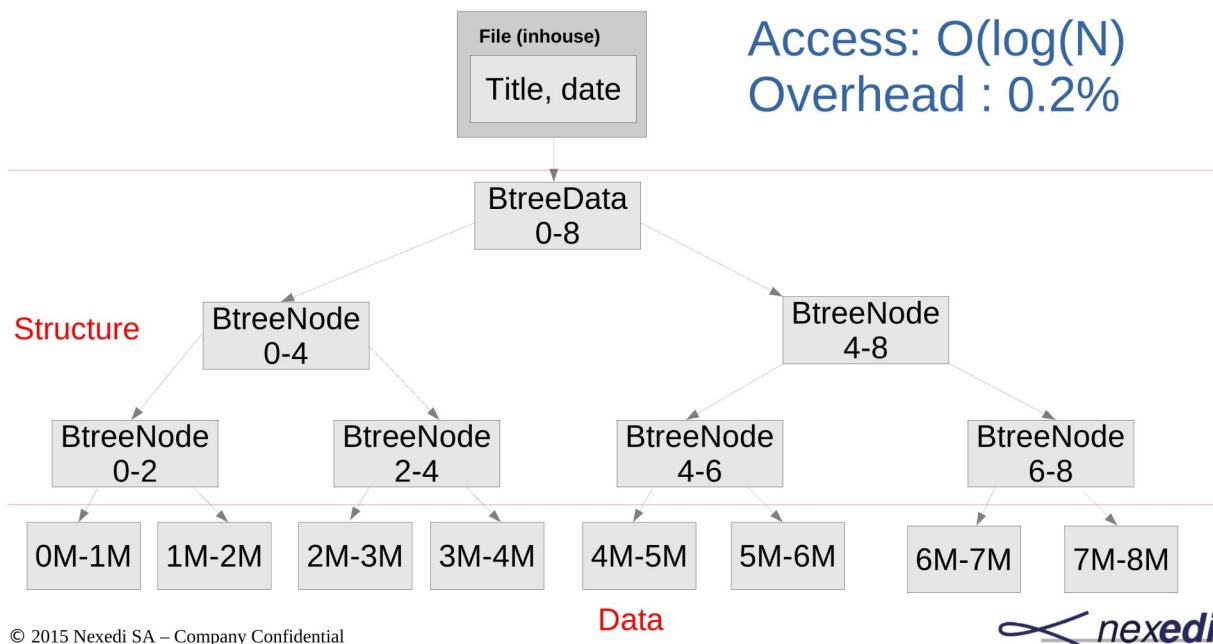 File (inhouse)
Title, date
Access: O(log(N)
Overhead : 0.2%
BtreeData
0-8
Structure
BtreeNode
0-4
BtreeNode
4-8
BtreeNode
0-2
BtreeNode
2-4
BtreeNode
4-6
BtreeNode
6-8
0M-1M
1M-2M
2M-3M
3M-4M
4M-5M
5M-6M
6M-7M
7M-8M
Data
© 2015 Nexedi SA – Company Confidential
nexedi